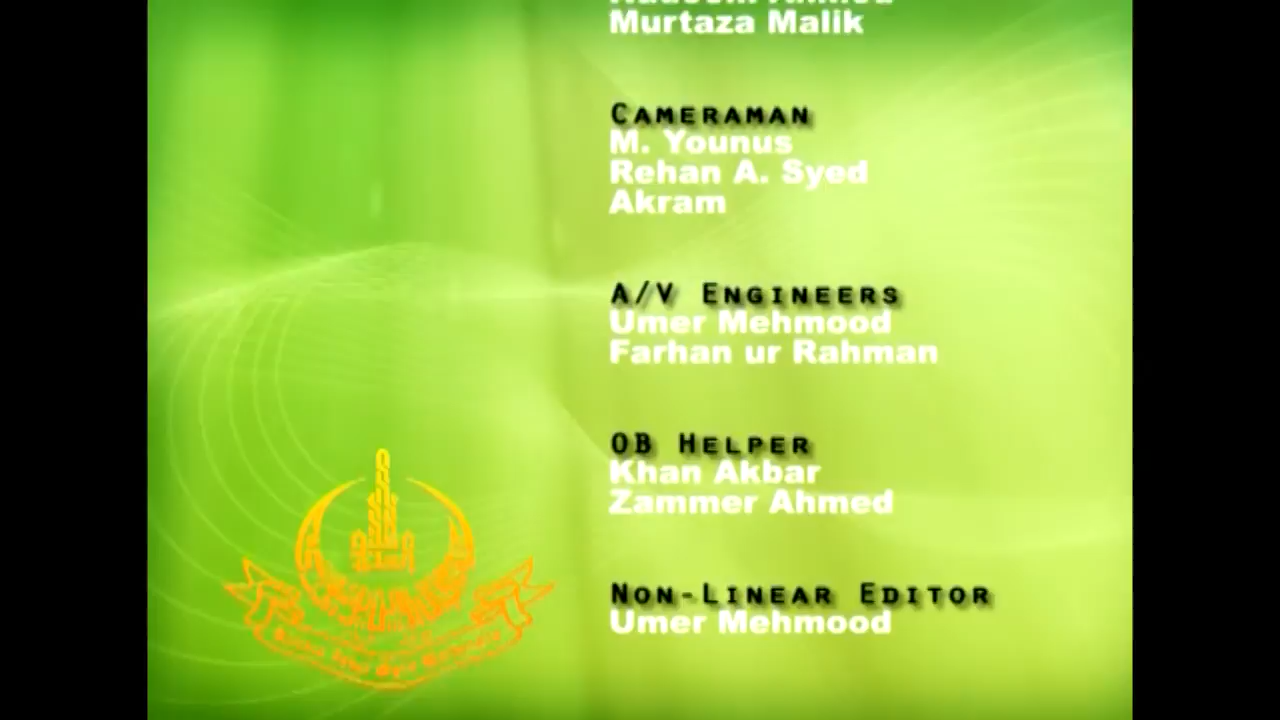 Murtaza Malik
CAMERAMAN
M. Younus
Rehan A. Syed
Akram
A/V ENGINEERS
Umer Mehmood
Farhan ur Rahman
OB HELPER
Khan Akbar
Zammer Ahmed
NON-LINEAR EDITOR
Umer Mehmood